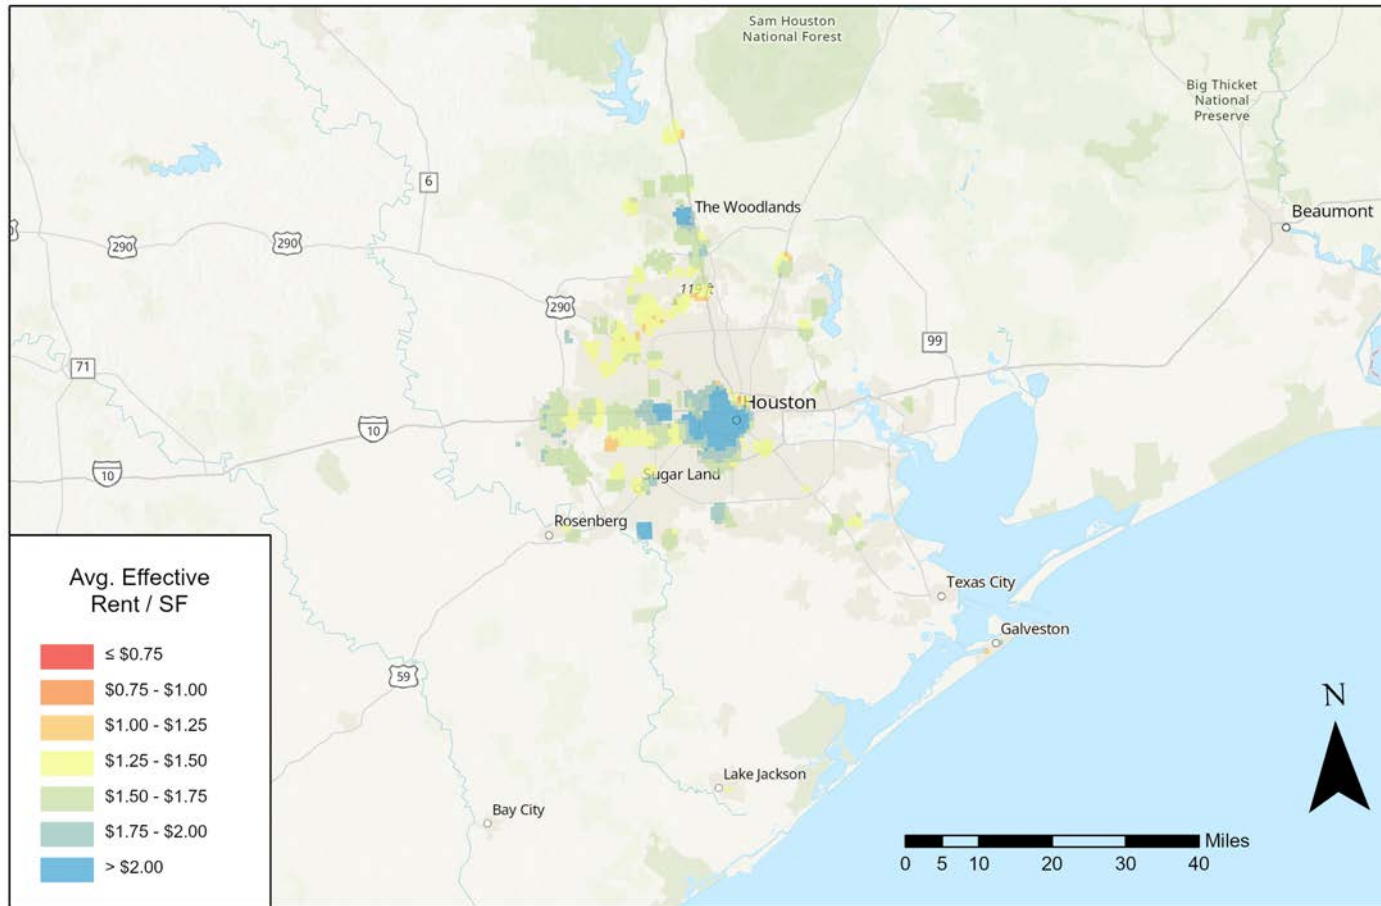 Sam Houston
National Forest
Big Thicket
National
Preserve
6
The Woodlands
Beaumont
290
290
290
119 ft
99
71
Houston
10
10
Sugar Land
Rosenberg
Texas City
Galveston
59
Lake Jackson
Bay City
Avg. Effective
Rent / SF
≤ $0.75
$0.75 - $1.00
$1.00 - $1.25
$1.25 - $1.50
$1.50 - $1.75
$1.75 - $2.00
> $2.00
N
Miles
0 5 10 20 30 40